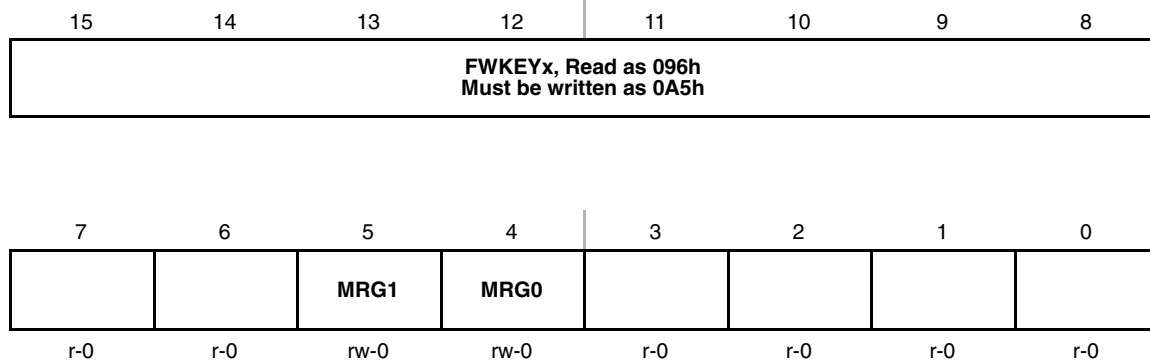 15 14 13 12 11 10 9 8
FWKEYx, Read as 096h
Must be written as 0A5h
7 6 5 4 3 2 1 0
MRG1 MRG0
r-0 r-0 rw-0 rw-0 r-0 r-0 r-0 r-0